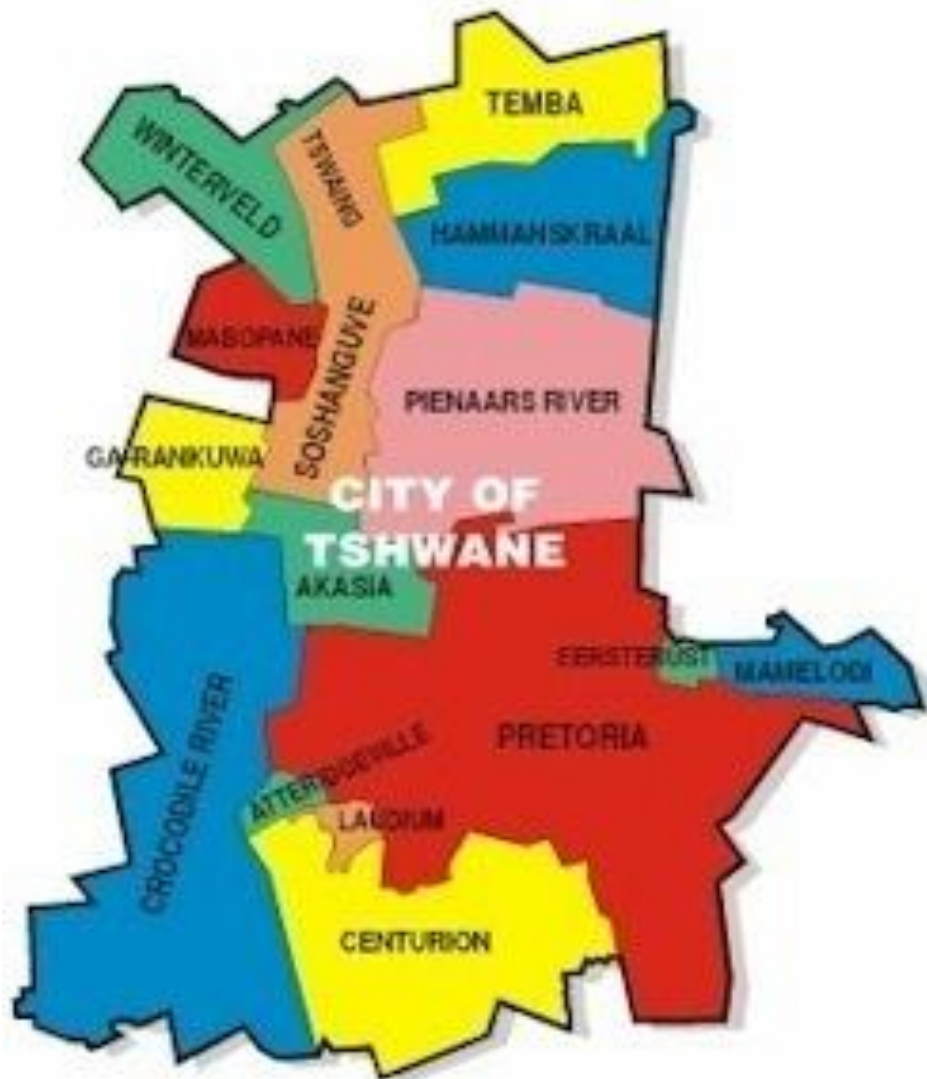 TEMBA
WINTERVELD
TSWAING
HAMMANSKRAAL
MABOPANE
SOSHANGUVE
PIENAARS RIVER
GA-RANKUWA
CITY OF
TSHWANE
AKASIA
EERSTERUST
MAMELODI
CROCODILE RIVER
PRETORIA
ATTERIDGEVILLE
LAUDIUM
CENTURION